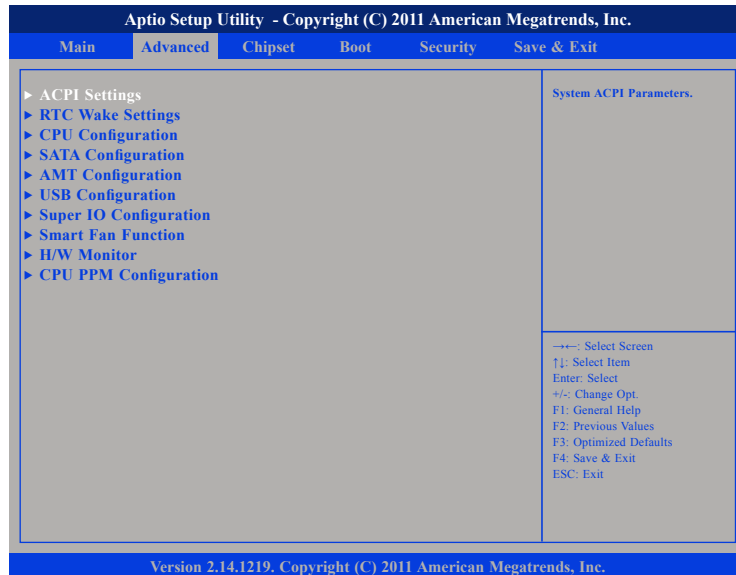 Aptio Setup Utility - Copyright (C) 2011 American Megatrends, Inc.
Main Advanced Chipset Boot Security Save & Exit
► ACPI Settings
► RTC Wake Settings
► CPU Configuration
► SATA Configuration
► AMT Configuration
► USB Configuration
► Super IO Configuration
► Smart Fan Function
► H/W Monitor
► CPU PPM Configuration
System ACPI Parameters.
→←: Select Screen
↑↓: Select Item
Enter: Select
+/-: Change Opt.
F1: General Help
F2: Previous Values
F3: Optimized Defaults
F4: Save & Exit
ESC: Exit
Version 2.14.1219. Copyright (C) 2011 American Megatrends, Inc.